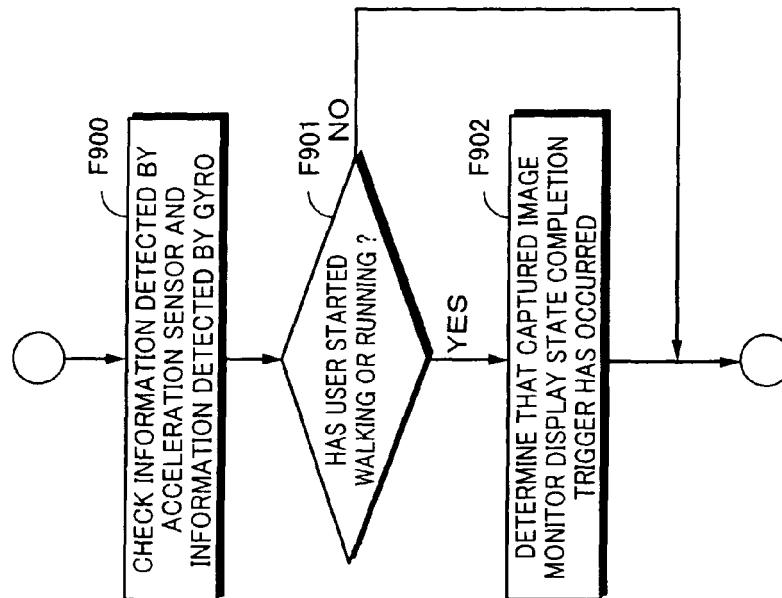 F900
CHECK INFORMATION DETECTED BY
ACCELERATION SENSOR AND
INFORMATION DETECTED BY GYRO
F901
HAS USER STARTED
WALKING OR RUNNING ?
NO
YES
F902
DETERMINE THAT CAPTURED IMAGE
MONITOR DISPLAY STATE COMPLETION
TRIGGER HAS OCCURRED